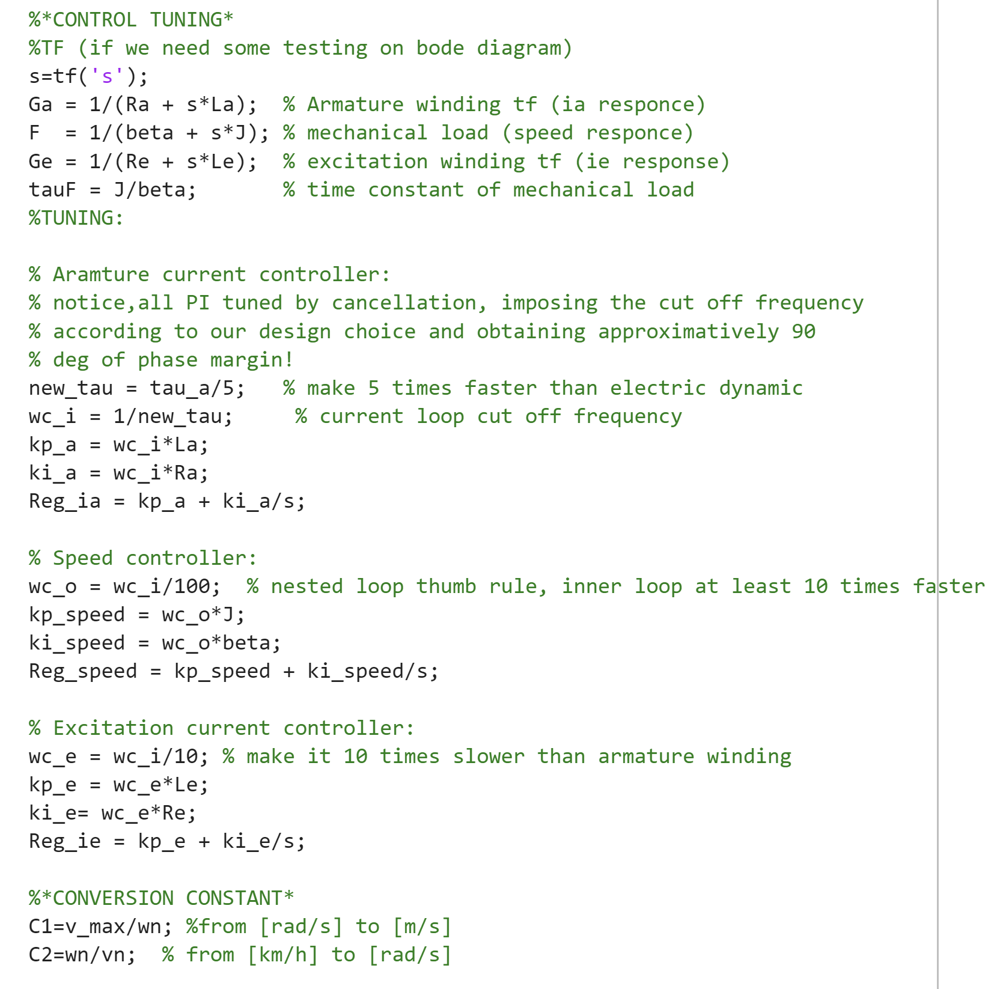 %*CONTROL TUNING*
%TF (if we need some testing on bode diagram)
s=tf('s');
Ga = 1/(Ra + s*La);  % Armature winding tf (ia responce)
F  = 1/(beta + s*J); % mechanical load (speed responce)
Ge = 1/(Re + s*Le);  % excitation winding tf (ie response)
tauF = J/beta;       % time constant of mechanical load
%TUNING:
% Aramture current controller:
% notice,all PI tuned by cancellation, imposing the cut off frequency
% according to our design choice and obtaining approximatively 90
% deg of phase margin!
new_tau = tau_a/5;   % make 5 times faster than electric dynamic
wc_i = 1/new_tau;     % current loop cut off frequency
kp_a = wc_i*La;
ki_a = wc_i*Ra;
Reg_ia = kp_a + ki_a/s;
% Speed controller:
wc_o = wc_i/100;  % nested loop thumb rule, inner loop at least 10 times faster
kp_speed = wc_o*J;
ki_speed = wc_o*beta;
Reg_speed = kp_speed + ki_speed/s;
% Excitation current controller:
wc_e = wc_i/10; % make it 10 times slower than armature winding
kp_e = wc_e*Le;
ki_e= wc_e*Re;
Reg_ie = kp_e + ki_e/s;
%*CONVERSION CONSTANT*
C1=v_max/wn; %from [rad/s] to [m/s]
C2=wn/vn;  % from [km/h] to [rad/s]